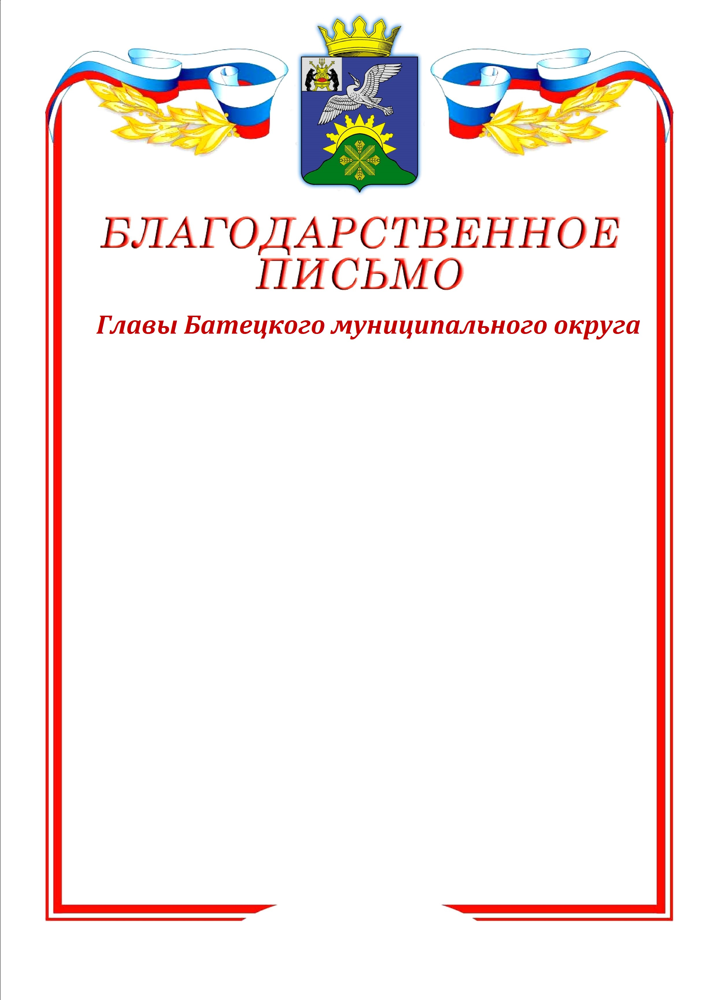 БЛАГОДАРСТВЕННОЕ
ПИСЬМО
Главы Батецкого муниципального округа